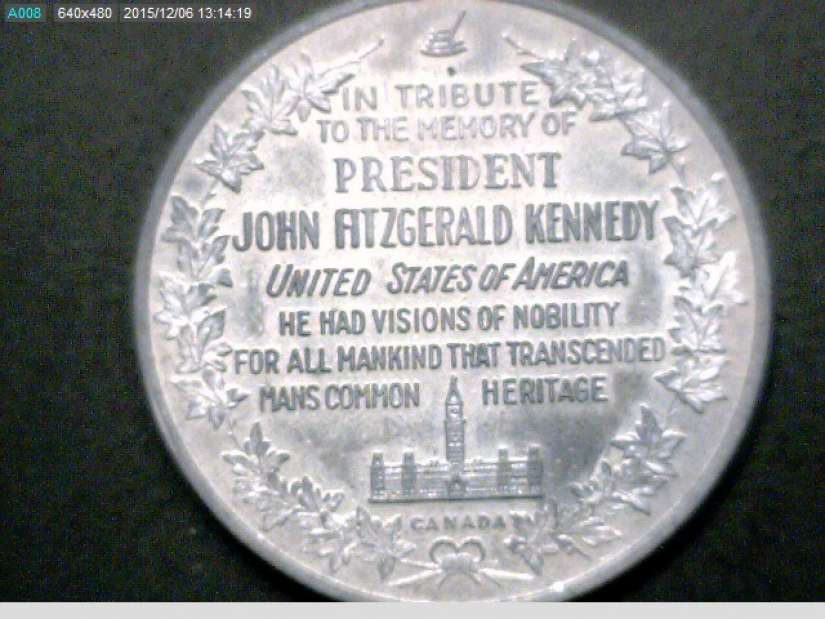 A008 640x480 2015/12/06 13:14:19
IN TRIBUTE
TO THE MEMORY OF
PRESIDENT
JOHN FITZGERALD KENNEDY
UNITED STATES OF AMERICA
HE HAD VISIONS OF NOBILITY
FOR ALL MANKIND THAT TRANSCENDED
MANS COMMON HERITAGE
CANADA